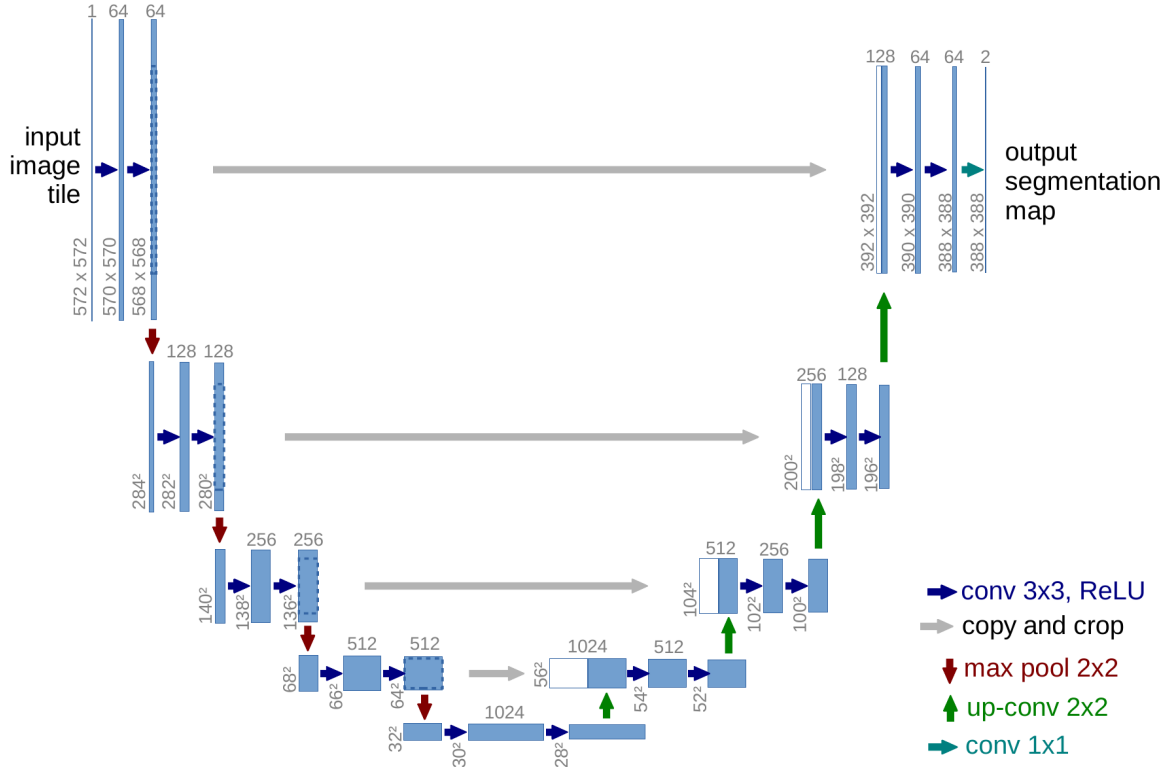 1 64 64
128 64 64 2
input
image
tile
output
segmentation
map
572 x 572
570 x 570
568 x 568
392 x 392
390 x 390
388 x 388
388 x 388
128 128
256 128
284²
282²
280²
200²
198²
196²
256 256
512 256
140²
138²
136²
104²
102²
100²
512 512
1024 512
68²
66²
64²
56²
54²
52²
1024
32²
30²
28²
conv 3x3, ReLU
copy and crop
max pool 2x2
up-conv 2x2
conv 1x1